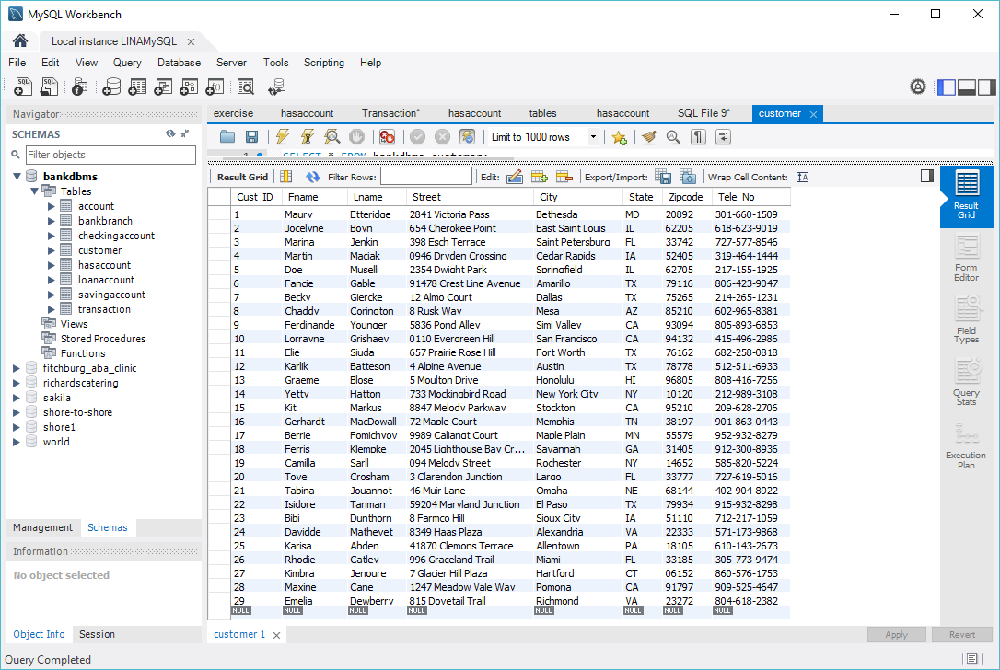 MySQL Workbench
Local instance LINAMySQL
File Edit View Query Database Server Tools Scripting Help
Navigator
SCHEMAS
Filter objects
bankdbms
Tables
account
bankbranch
checkingaccount
customer
hasaccount
loanaccount
savingaccount
transaction
Views
Stored Procedures
Functions
fitchburg_aba_clinic
richardscatering
sakila
shore-to-shore
shore1
world
Management Schemas
Information
No object selected
Object Info Session
Query Completed
exercise hasaccount Transaction* hasaccount tables hasaccount SQL File 9* customer
Limit to 1000 rows
1 SELECT * FROM bankdbms.customer;
Result Grid Filter Rows: Edit: Export/Import: Wrap Cell Content:
Cust_ID Fname Lname Street City State Zipcode Tele_No
1 Maury Etteridge 2841 Victoria Pass Bethesda MD 20892 301-660-1509
2 Jocelyne Boyn 654 Cherokee Point East Saint Louis IL 62205 618-623-9019
3 Marina Jenkin 398 Esch Terrace Saint Petersburg FL 33742 727-577-8546
4 Martin Maciak 0946 Dryden Crossing Cedar Rapids IA 52405 319-464-1444
5 Doe Muselli 2354 Dwight Park Springfield IL 62705 217-155-1925
6 Fancie Gable 91478 Crest Line Avenue Amarillo TX 79116 806-423-9047
7 Becky Giercke 12 Almo Court Dallas TX 75265 214-265-1231
8 Chaddy Corington 8 Rusk Way Mesa AZ 85210 602-965-8381
9 Ferdinande Younger 5836 Pond Alley Simi Valley CA 93094 805-893-6853
10 Lorrayne Grishaev 0110 Evergreen Hill San Francisco CA 94132 415-496-2986
11 Elie Siuda 657 Prairie Rose Hill Fort Worth TX 76162 682-258-0818
12 Karlik Batteson 4 Alpine Avenue Austin TX 78778 512-511-6933
13 Graeme Blose 5 Moulton Drive Honolulu HI 96805 808-416-7256
14 Yetty Hatton 733 Mockingbird Road New York City NY 10120 212-989-3108
15 Kit Markus 8847 Melody Parkway Stockton CA 95210 209-628-2706
16 Gerhardt MacDowall 72 Maple Court Memphis TN 38197 901-863-0443
17 Berrie Fomichyov 9989 Caliangt Court Maple Plain MN 55579 952-932-8279
18 Ferris Klempke 2045 Lighthouse Bay Cr... Savannah GA 31405 912-300-8936
19 Camilla Sarll 094 Melody Street Rochester NY 14652 585-820-5224
20 Tove Crosham 3 Clarendon Junction Largo FL 33777 727-619-5016
21 Tabina Jouannot 46 Muir Lane Omaha NE 68144 402-904-8922
22 Isidore Tanman 59204 Maryland Junction El Paso TX 79934 915-932-8298
23 Bibi Dunthorn 8 Farmco Hill Sioux City IA 51110 712-217-1059
24 Davidde Mathevet 8349 Haas Plaza Alexandria VA 22333 571-173-9868
25 Karisa Abden 41870 Clemons Terrace Allentown PA 18105 610-143-2673
26 Rhodie Catley 996 Graceland Trail Miami FL 33185 305-773-9474
27 Kimbra Jenoure 7 Glacier Hill Plaza Hartford CT 06152 860-576-1753
28 Maxine Cane 1247 Meadow Vale Way Pomona CA 91797 909-525-4647
29 Emelia Dewberry 815 Dovetail Trail Richmond VA 23272 804-618-2382
NULL NULL NULL NULL NULL NULL NULL NULL
Result Grid
Form Editor
Field Types
Query Stats
Execution Plan
customer 1
Apply Revert